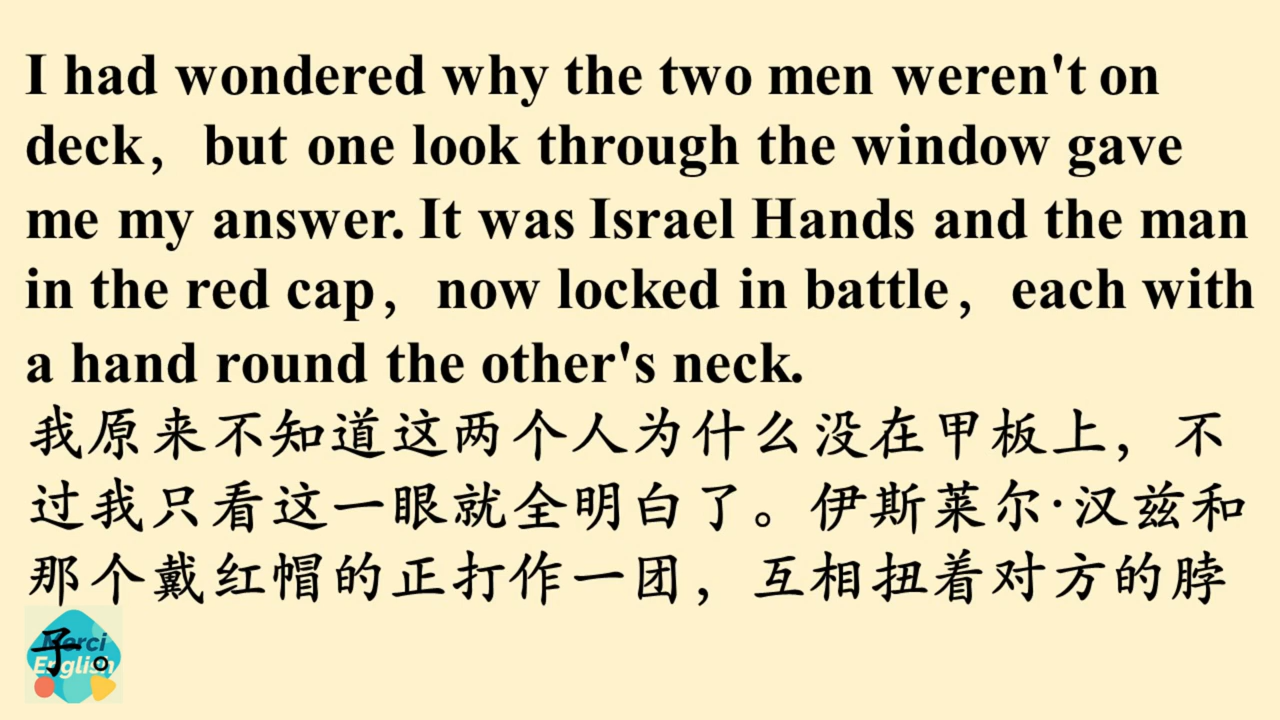 I had wondered why the two men weren't on
deck，but one look through the window gave
me my answer. It was Israel Hands and the man
in the red cap，now locked in battle，each with
a hand round the other's neck.
我原来不知道这两个人为什么没在甲板上，不
过我只看这一眼就全明白了。伊斯莱尔·汉兹和
那个戴红帽的正打作一团，互相扭着对方的脖
子。
Merci
English